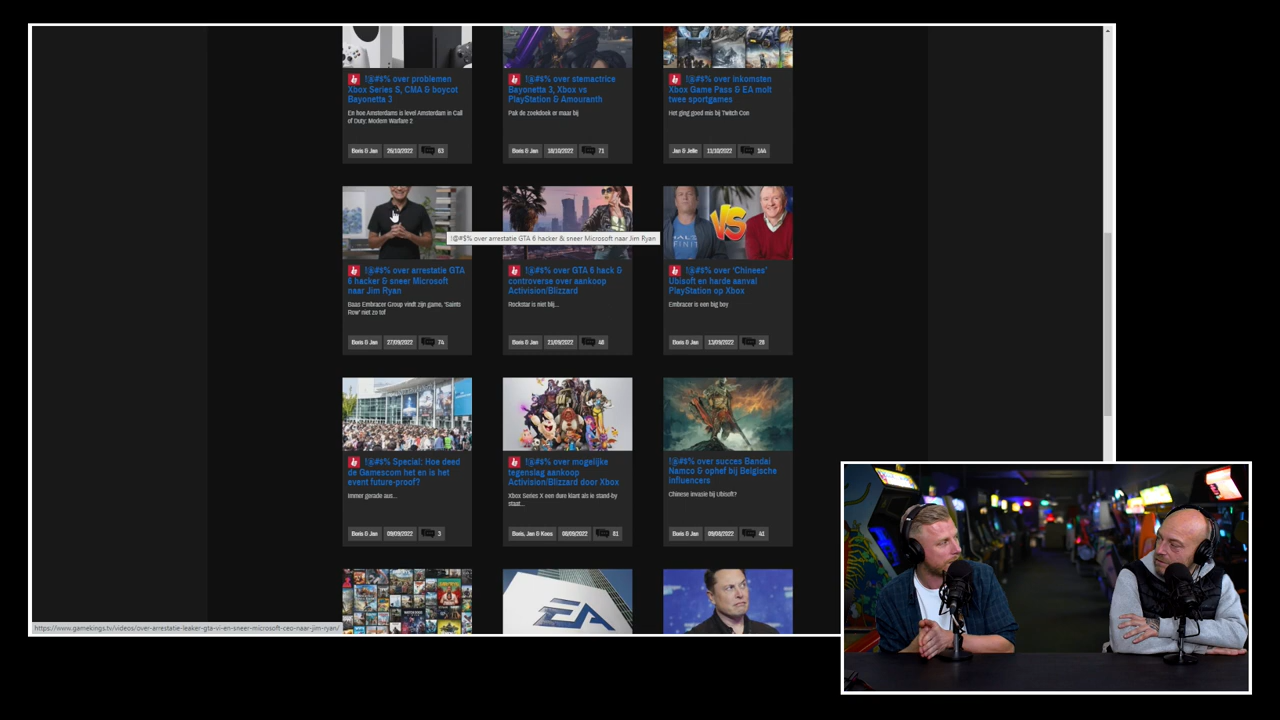 !@#$% over problemen
Xbox Series S, CMA & boycot
Bayonetta 3
En hoe Amsterdams is level Amsterdam in Call
of Duty: Modern Warfare 2
Boris & Jan 26/10/2022 63
!@#$% over stemactrice
Bayonetta 3, Xbox vs
PlayStation & Amouranth
Pak de zoekdoek er maar bij
Boris & Jan 18/10/2022 71
!@#$% over inkomsten
Xbox Game Pass & EA molt
twee sportgames
Het ging goed mis bij Twitch Con
Jan & Jelle 11/10/2022 144
!@#$% over arrestatie GTA 6 hacker & sneer Microsoft naar Jim Ryan
HALO
INFINIT
VS
!@#$% over arrestatie GTA
6 hacker & sneer Microsoft
naar Jim Ryan
Baas Embracer Group vindt zijn game, 'Saints
Row' niet zo tof
Boris & Jan 27/09/2022 74
!@#$% over GTA 6 hack &
controverse over aankoop
Activision/Blizzard
Rockstar is niet blij...
Boris & Jan 21/09/2022 48
!@#$% over 'Chinees'
Ubisoft en harde aanval
PlayStation op Xbox
Embracer is een big boy
Boris & Jan 13/09/2022 28
!@#$% Special: Hoe deed
de Gamescom het en is het
event future-proof?
Immer gerade aus...
Boris & Jan 09/09/2022 3
!@#$% over mogelijke
tegenslag aankoop
Activision/Blizzard door Xbox
Xbox Series X een dure klant als ie stand-by
staat...
Boris, Jan & Koos 06/09/2022 81
!@#$% over succes Bandai
Namco & ophef bij Belgische
influencers
Chinese invasie bij Ubisoft?
Boris & Jan 41
EA
https://www.gamekings.tv/videos/over-arrestatie-leaker-gta-vi-en-sneer-microsoft-ceo-naar-jim-ryan/